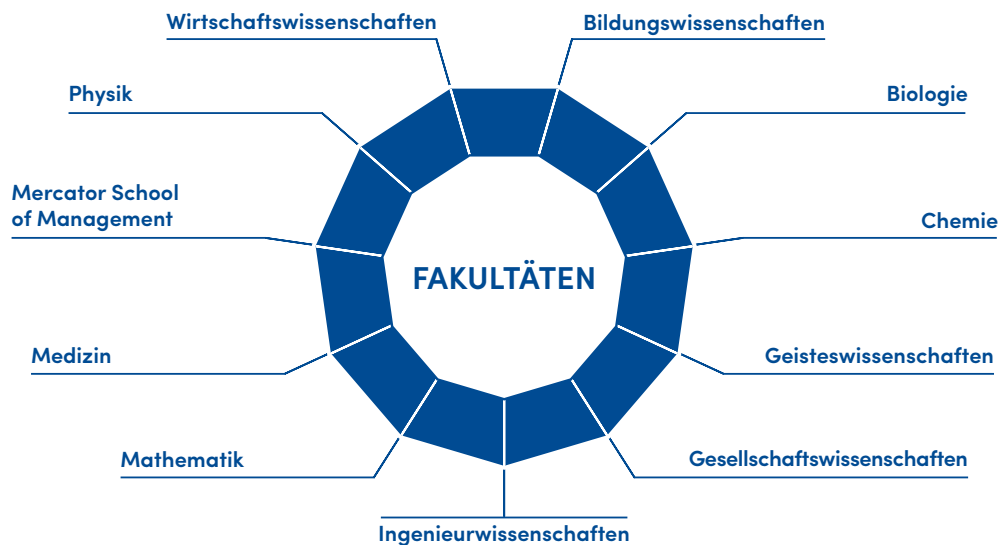 Wirtschaftswissenschaften
Bildungswissenschaften
Physik
Biologie
Mercator School
of Management
Chemie
FAKULTÄTEN
Medizin
Geisteswissenschaften
Mathematik
Gesellschaftswissenschaften
Ingenieurwissenschaften